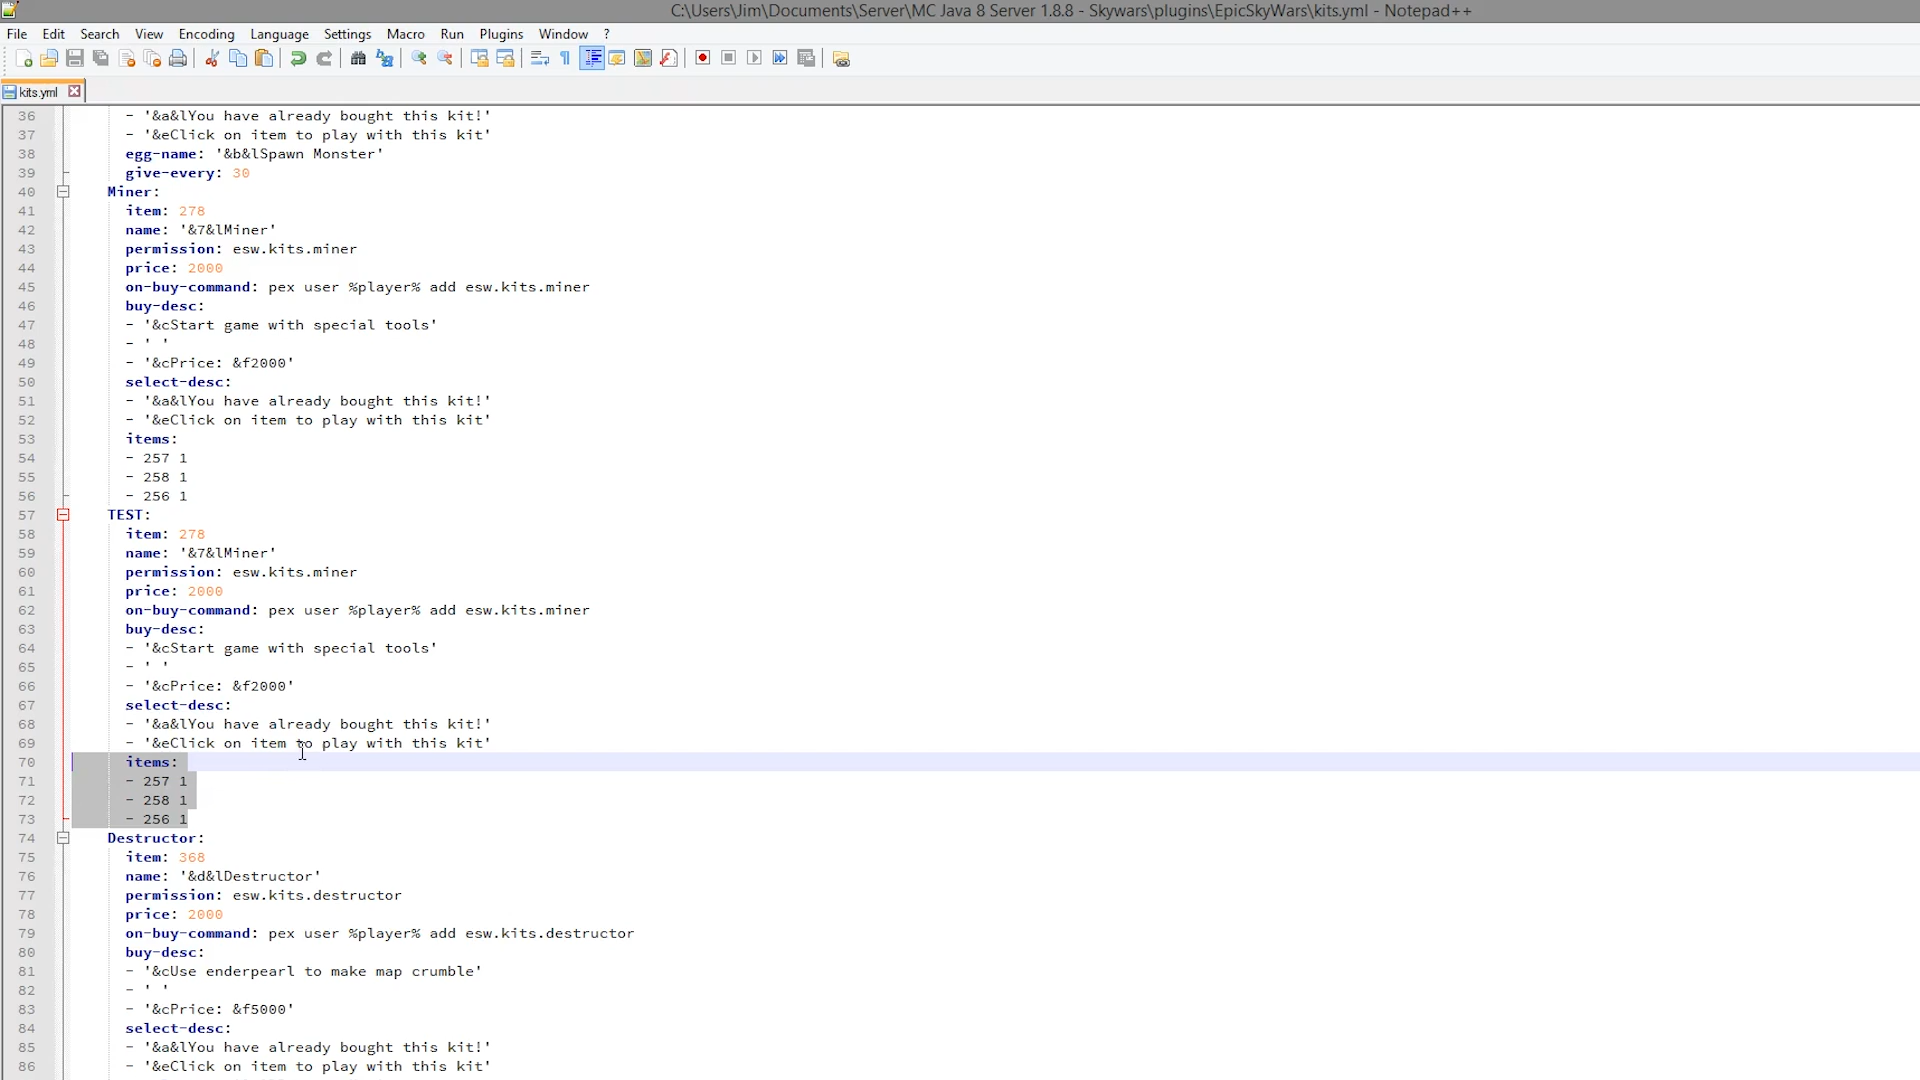 C:\Users\Jim\Documents\Server\MC Java 8 Server 1.8.8 - Skywars\plugins\EpicSkyWars\kits.yml - Notepad++
File Edit Search View Encoding Language Settings Macro Run Plugins Window ?
kits.yml
36 - '&a&lYou have already bought this kit!'
37 - '&eClick on item to play with this kit'
38 egg-name: '&b&lSpawn Monster'
39 give-every: 30
40 Miner:
41 item: 278
42 name: '&7&lMiner'
43 permission: esw.kits.miner
44 price: 2000
45 on-buy-command: pex user %player% add esw.kits.miner
46 buy-desc:
47 - '&cStart game with special tools'
48 - ' '
49 - '&cPrice: &f2000'
50 select-desc:
51 - '&a&lYou have already bought this kit!'
52 - '&eClick on item to play with this kit'
53 items:
54 - 257 1
55 - 258 1
56 - 256 1
57 TEST:
58 item: 278
59 name: '&7&lMiner'
60 permission: esw.kits.miner
61 price: 2000
62 on-buy-command: pex user %player% add esw.kits.miner
63 buy-desc:
64 - '&cStart game with special tools'
65 - ' '
66 - '&cPrice: &f2000'
67 select-desc:
68 - '&a&lYou have already bought this kit!'
69 - '&eClick on item to play with this kit'
70 items:
71 - 257 1
72 - 258 1
73 - 256 1
74 Destructor:
75 item: 368
76 name: '&d&lDestructor'
77 permission: esw.kits.destructor
78 price: 2000
79 on-buy-command: pex user %player% add esw.kits.destructor
80 buy-desc:
81 - '&cUse enderpearl to make map crumble'
82 - ' '
83 - '&cPrice: &f5000'
84 select-desc:
85 - '&a&lYou have already bought this kit!'
86 - '&eClick on item to play with this kit'